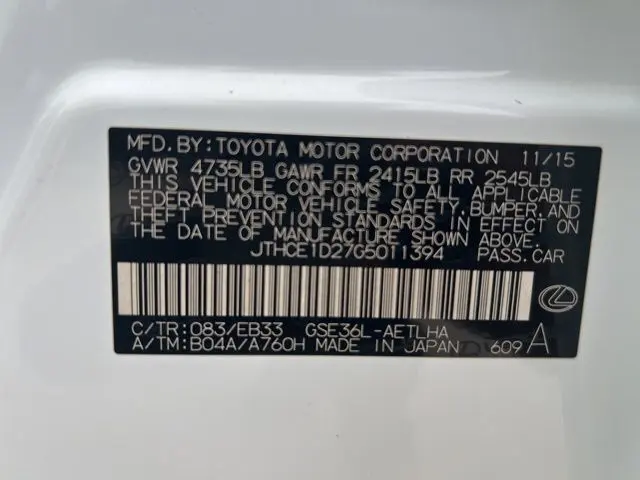 MFD.BY:TOYOTA MOTOR CORPORATION 11/15
GVWR 4735LB GAWR FR 2415LB RR 2545LB
THIS VEHICLE CONFORMS TO ALL APPLICABLE
FEDERAL MOTOR VEHICLE SAFETY,BUMPER,AND
THEFT PREVENTION STANDARDS IN EFFECT ON
THE DATE OF MANUFACTURE SHOWN ABOVE.
JTHCE1D27G5011394 PASS.CAR
C/TR:083/EB33 GSE36L-AETLHA
A/TM:B04A/A760H MADE IN JAPAN 609 A